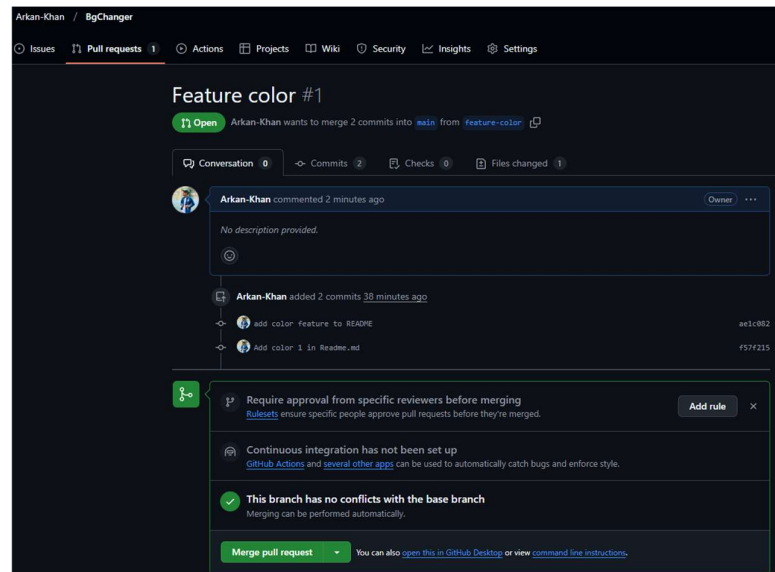 Arkan-Khan / BgChanger
Issues Pull requests 1 Actions Projects Wiki Security Insights Settings
Feature color #1
Open Arkan-Khan wants to merge 2 commits into main from feature-color
Conversation 0 Commits 2 Checks 0 Files changed 1
Arkan-Khan commented 2 minutes ago Owner ...
No description provided.
Arkan-Khan added 2 commits 38 minutes ago
add color feature to README ae1c082
Add color 1 in Readme.md f57f215
Require approval from specific reviewers before merging
Rulesets ensure specific people approve pull requests before they're merged.
Add rule
Continuous integration has not been set up
GitHub Actions and several other apps can be used to automatically catch bugs and enforce style.
This branch has no conflicts with the base branch
Merging can be performed automatically.
Merge pull request You can also open this in GitHub Desktop or view command line instructions.